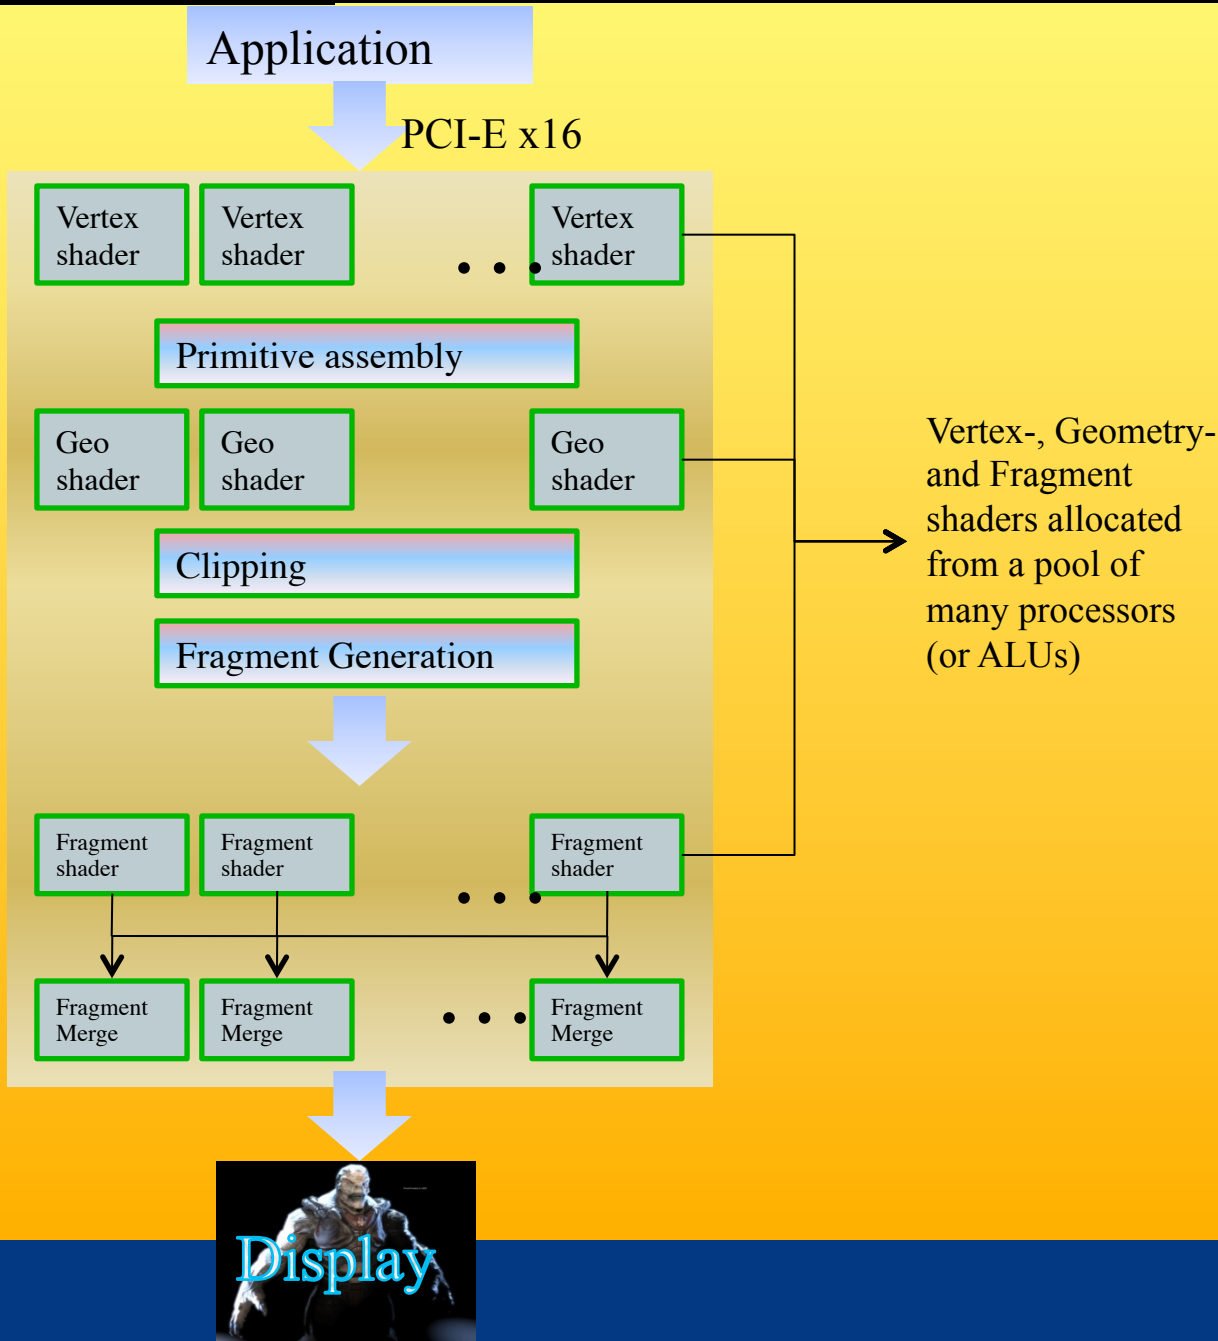 Application
PCI-E x16
Vertex
shader
Vertex
shader
Vertex
shader
Primitive assembly
Geo
shader
Geo
shader
Geo
shader
Clipping
Fragment Generation
Vertex-, Geometry-
and Fragment
shaders allocated
from a pool of
many processors
(or ALUs)
Fragment
shader
Fragment
shader
Fragment
shader
Fragment
Merge
Fragment
Merge
Fragment
Merge
Display